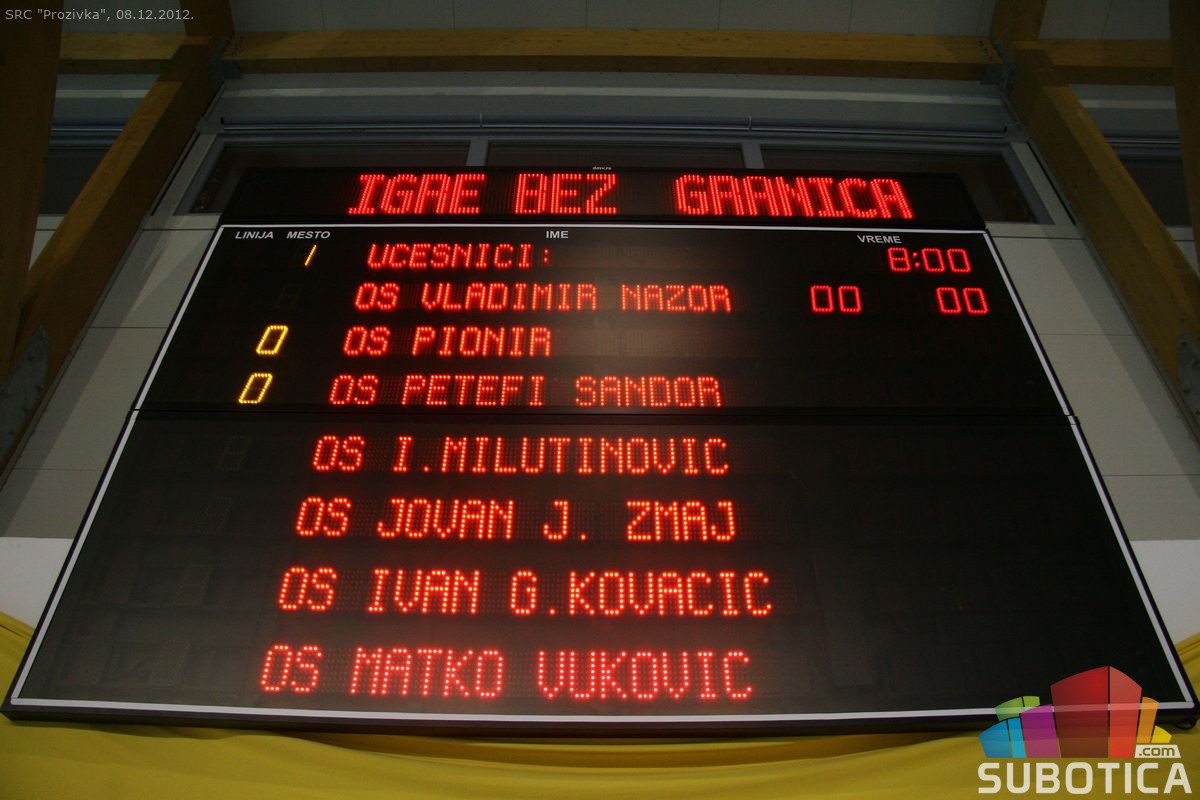 SRC "Prozivka", 08.12.2012.
IGRE BEZ GRANICA
LINIJA MESTO IME VREME
1 UCESNICI: 8:00
OS VLADIMIR NAZOR 00 00
0 OS PIONIR
0 OS PETEFI SANDOR
OS I.MILUTINOVIC
OS JOVAN J. ZMAJ
OS IVAN G.KOVACIC
OS MATKO VUKOVIC
.com
SUBOTICA